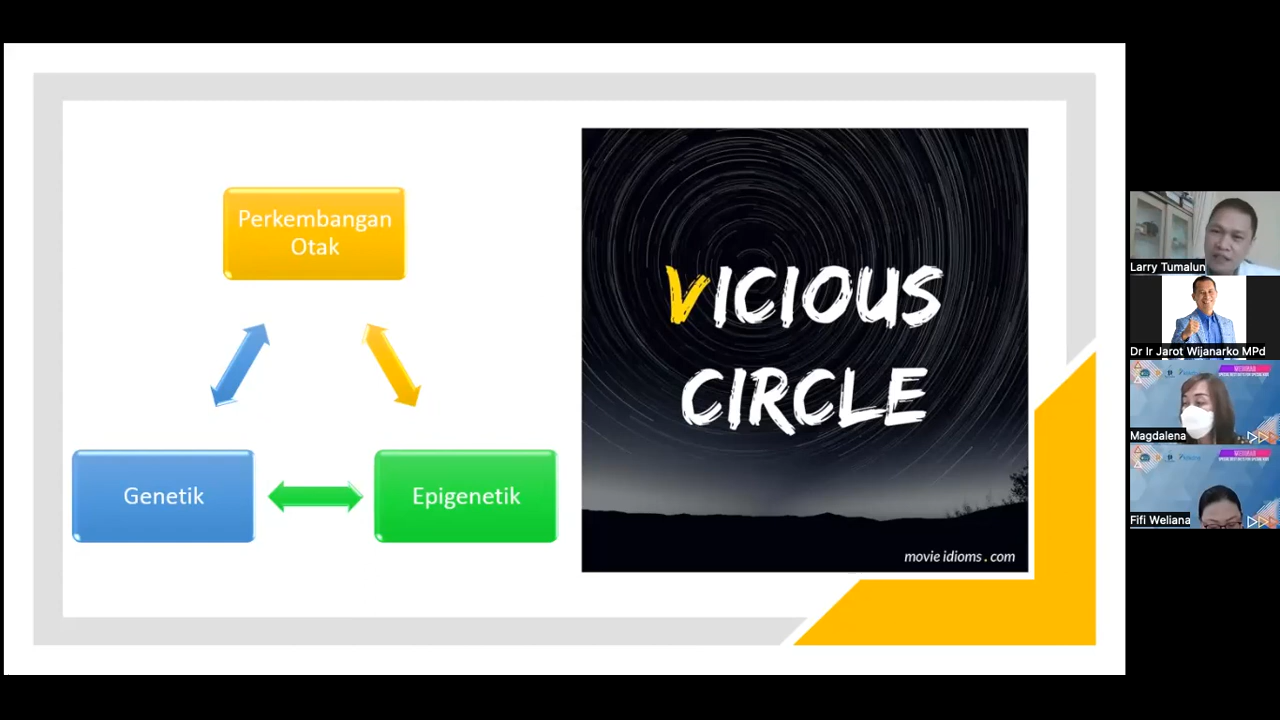 Perkembangan
Otak
Genetik
Epigenetik
VICIOUS
CIRCLE
movie idioms . com
Larry Tumalun
Dr Ir Jarot Wijanarko MPd
Magdalena
Fifi Weliana